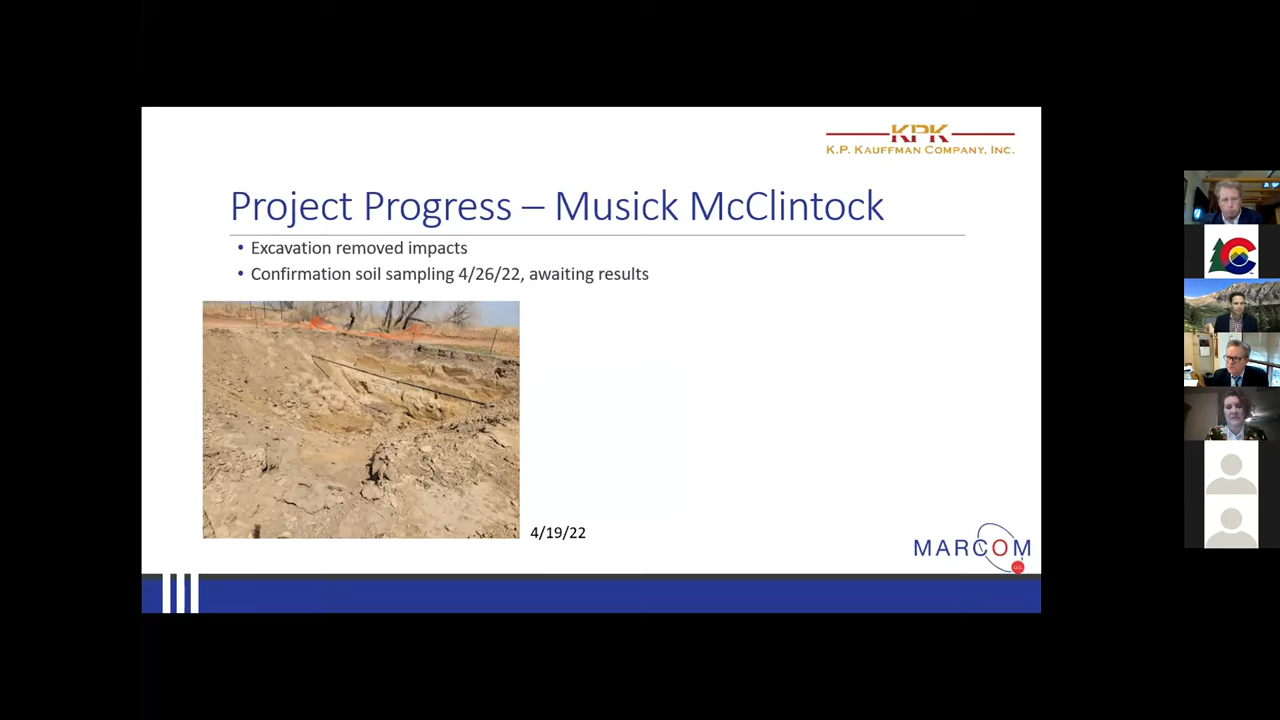 KPK
K.P. KAUFFMAN COMPANY, INC.
Project Progress – Musick McClintock
• Excavation removed impacts
• Confirmation soil sampling 4/26/22, awaiting results
4/19/22
MARCOM
LLC